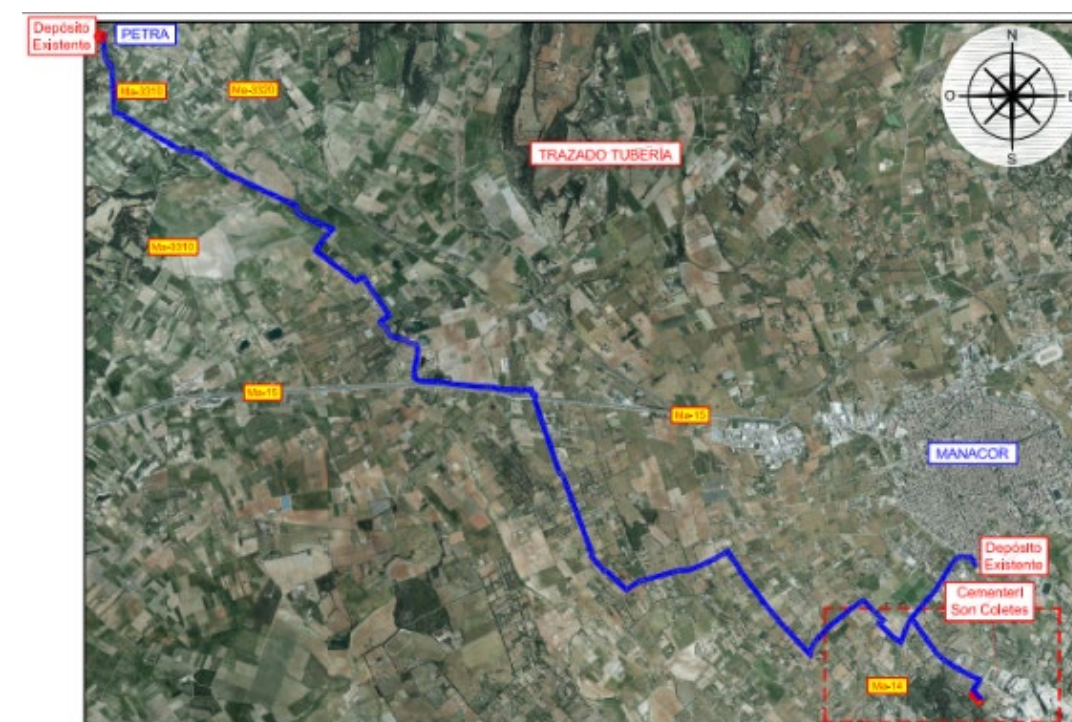 Depósito
Existente
PETRA
N
O
E
S
Ma-3310
Ma-3320
TRAZADO TUBERÍA
Ma-3310
Ma-15
Ma-15
MANACOR
Depósito
Existente
Cementeri
Son Coletes
Ma-14